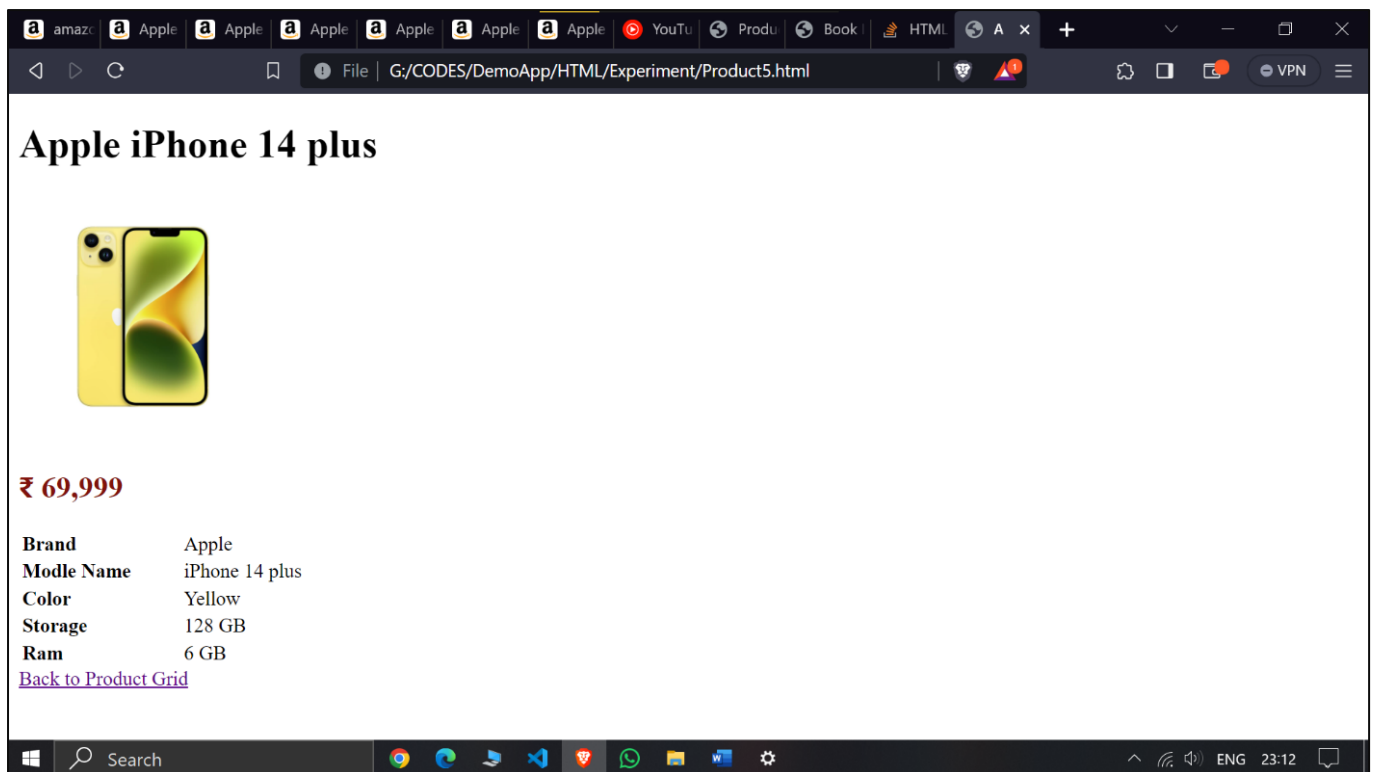 amazo Apple Apple Apple Apple Apple Apple YouTu Produ Book HTML A
File G:/CODES/DemoApp/HTML/Experiment/Product5.html 1 VPN
Apple iPhone 14 plus
₹ 69,999
Brand Apple
Modle Name iPhone 14 plus
Color Yellow
Storage 128 GB
Ram 6 GB
Back to Product Grid
Search ENG 23:12